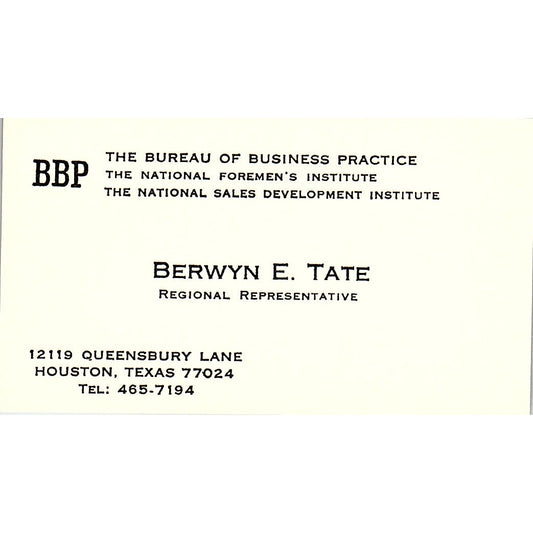 BBP
THE BUREAU OF BUSINESS PRACTICE
THE NATIONAL FOREMEN'S INSTITUTE
THE NATIONAL SALES DEVELOPMENT INSTITUTE
BERWYN E. TATE
REGIONAL REPRESENTATIVE
12119 QUEENSBURY LANE
HOUSTON, TEXAS 77024
TEL: 465-7194